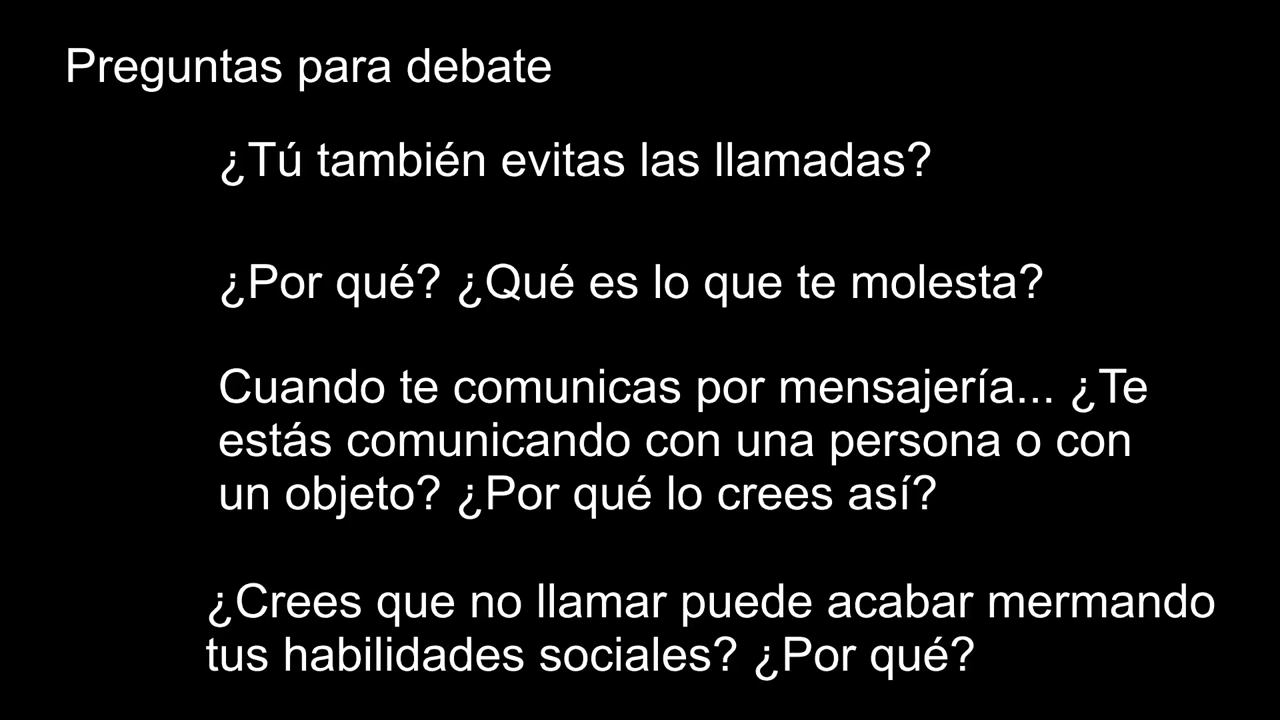 Preguntas para debate
¿Tú también evitas las llamadas?
¿Por qué? ¿Qué es lo que te molesta?
Cuando te comunicas por mensajería... ¿Te
estás comunicando con una persona o con
un objeto? ¿Por qué lo crees así?
¿Crees que no llamar puede acabar mermando
tus habilidades sociales? ¿Por qué?